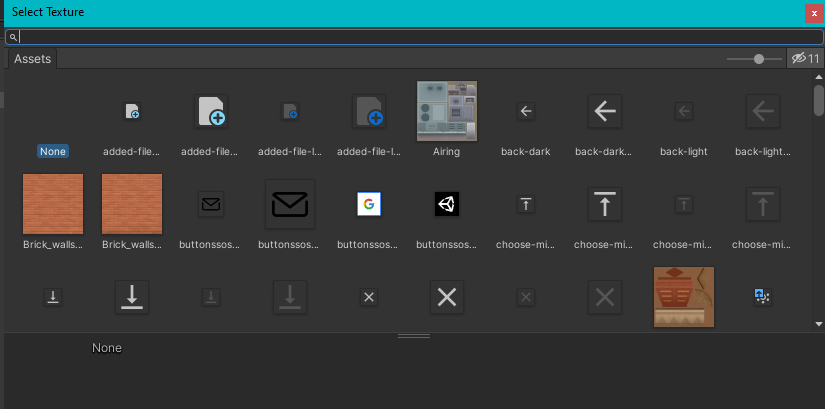 Select Texture
x
Assets
11
None
added-file...
added-file...
added-file-l...
added-file-l...
Airing
back-dark
back-dark...
back-light
back-light...
Brick_walls...
Brick_walls...
buttonssos...
buttonssos...
buttonssos...
buttonssos...
choose-mi...
choose-mi...
choose-mi...
choose-mi...
None